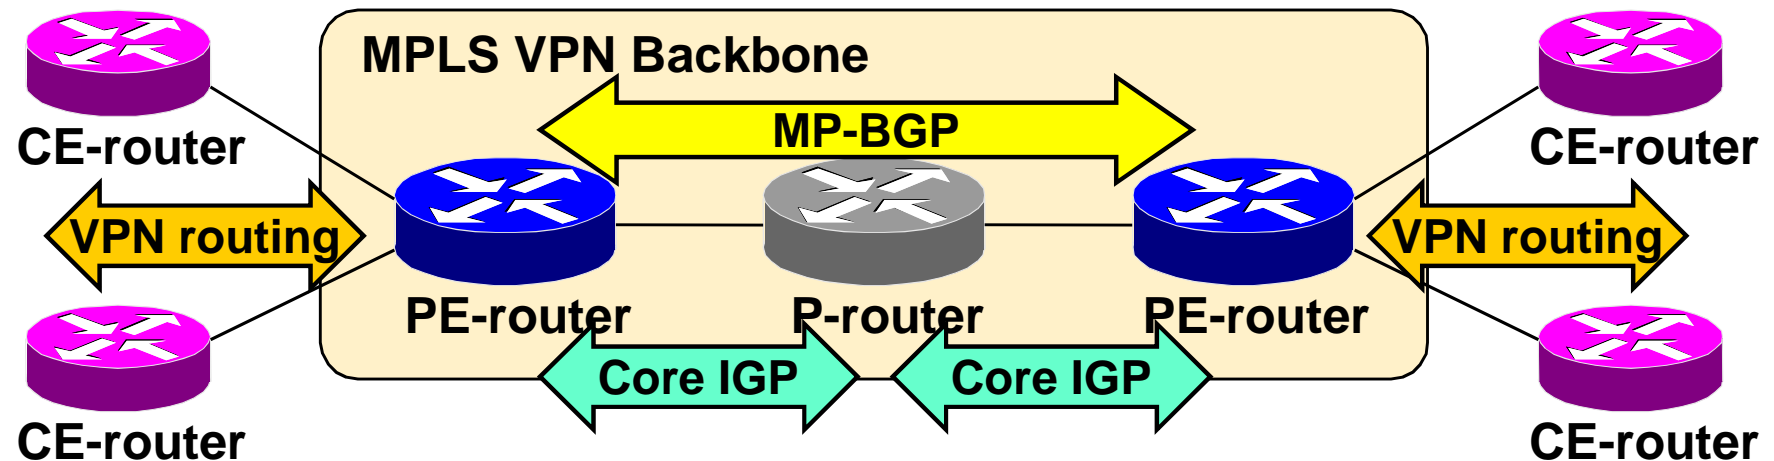 MPLS VPN Backbone
MP-BGP
CE-router
CE-router
VPN routing
VPN routing
PE-router
P-router
PE-router
Core IGP
Core IGP
CE-router
CE-router